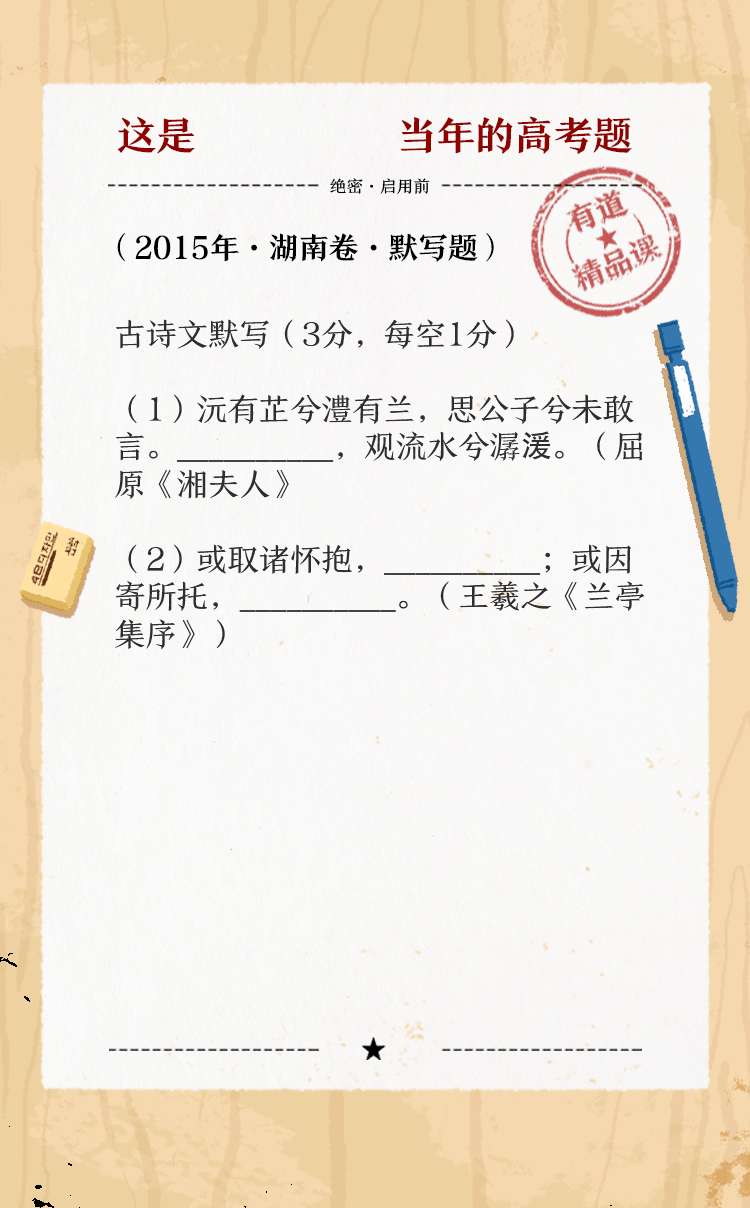 这是 当年的高考题
绝密·启用前
有道
精品课
（2015年·湖南卷·默写题）
古诗文默写（3分，每空1分）
（1）沅有芷兮澧有兰，思公子兮未敢
言。__________，观流水兮潺湲。（屈
原《湘夫人》
（2）或取诸怀抱，__________；或因
寄所托，__________。（王羲之《兰亭
集序》）